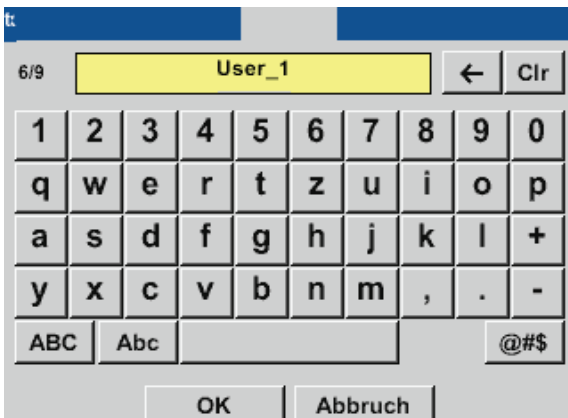 6/9 User_1 ← Clr
1 2 3 4 5 6 7 8 9 0
q w e r t z u i o p
a s d f g h j k l +
y x c v b n m , . -
ABC Abc @#$
OK Abbruch